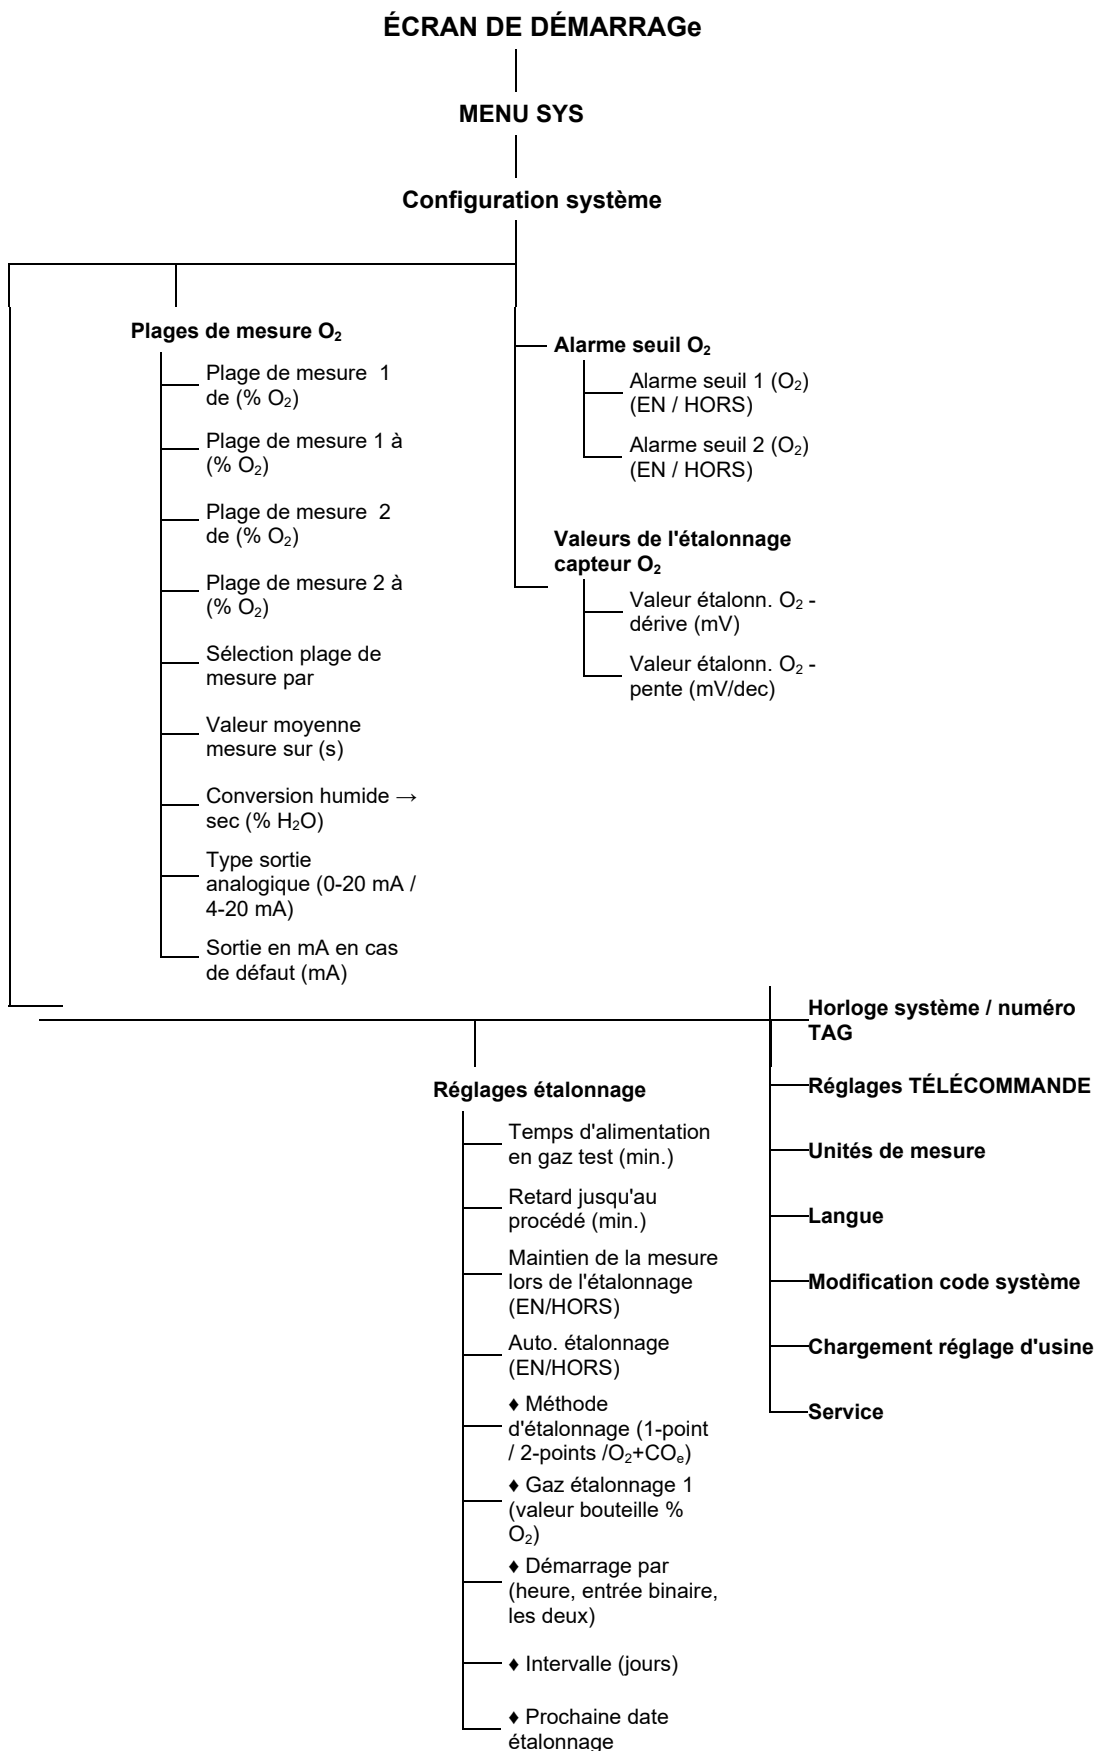 ÉCRAN DE DÉMARRAGe
MENU SYS
Configuration système
Plages de mesure O₂
Plage de mesure  1
de (% O₂)
Plage de mesure 1 à
(% O₂)
Plage de mesure  2
de (% O₂)
Plage de mesure 2 à
(% O₂)
Sélection plage de
mesure par
Valeur moyenne
mesure sur (s)
Conversion humide →
sec (% H₂O)
Type sortie
analogique (0-20 mA /
4-20 mA)
Sortie en mA en cas
de défaut (mA)
Alarme seuil O₂
Alarme seuil 1 (O₂)
(EN / HORS)
Alarme seuil 2 (O₂)
(EN / HORS)
Valeurs de l'étalonnage
capteur O₂
Valeur étalonn. O₂ -
dérive (mV)
Valeur étalonn. O₂ -
pente (mV/dec)
Réglages étalonnage
Temps d'alimentation
en gaz test (min.)
Retard jusqu'au
procédé (min.)
Maintien de la mesure
lors de l'étalonnage
(EN/HORS)
Auto. étalonnage
(EN/HORS)
♦ Méthode
d'étalonnage (1-point
/ 2-points /O₂+COₑ)
♦ Gaz étalonnage 1
(valeur bouteille %
O₂)
♦ Démarrage par
(heure, entrée binaire,
les deux)
♦ Intervalle (jours)
♦ Prochaine date
étalonnage
Horloge système / numéro
TAG
Réglages TÉLÉCOMMANDE
Unités de mesure
Langue
Modification code système
Chargement réglage d'usine
Service